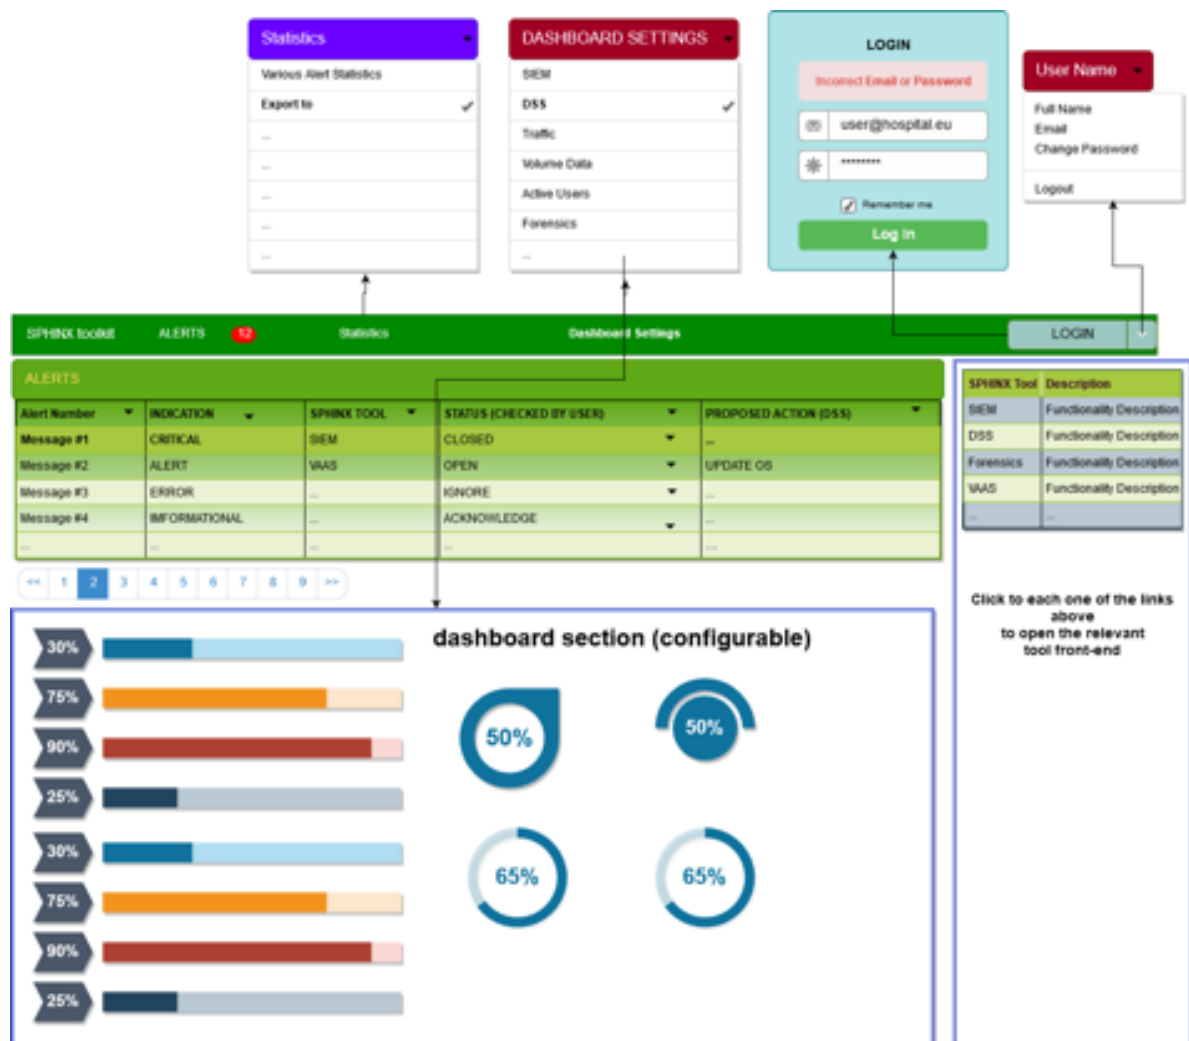 Statistics
Various Alert Statistics
Export to
...
...
...
...
...
DASHBOARD SETTINGS
SIEM
DSS
Traffic
Volume Data
Active Users
Forensics
...
LOGIN
Incorrect Email or Password
user@hospital.eu
********
Remember me
Log In
User Name
Full Name
Email
Change Password
Logout
SPHINX toolkit ALERTS 12 Statistics Dashboard Settings LOGIN
ALERTS
Alert Number INDICATION SPHINX TOOL STATUS (CHECKED BY USER) PROPOSED ACTION (DSS)
Message #1 CRITICAL SIEM CLOSED ...
Message #2 ALERT VAAS OPEN UPDATE OS
Message #3 ERROR ... IGNORE ...
Message #4 IMFORMATIONAL ... ACKNOWLEDGE ...
... ... ... ... ...
<< 1 2 3 4 5 6 7 8 9 >>
SPHINX Tool Description
SIEM Functionality Description
DSS Functionality Description
Forensics Functionality Description
VAAS Functionality Description
... ...
Click to each one of the links
above
to open the relevant
tool front-end
dashboard section (configurable)
30%
75%
90%
25%
30%
75%
90%
25%
50%
50%
65%
65%